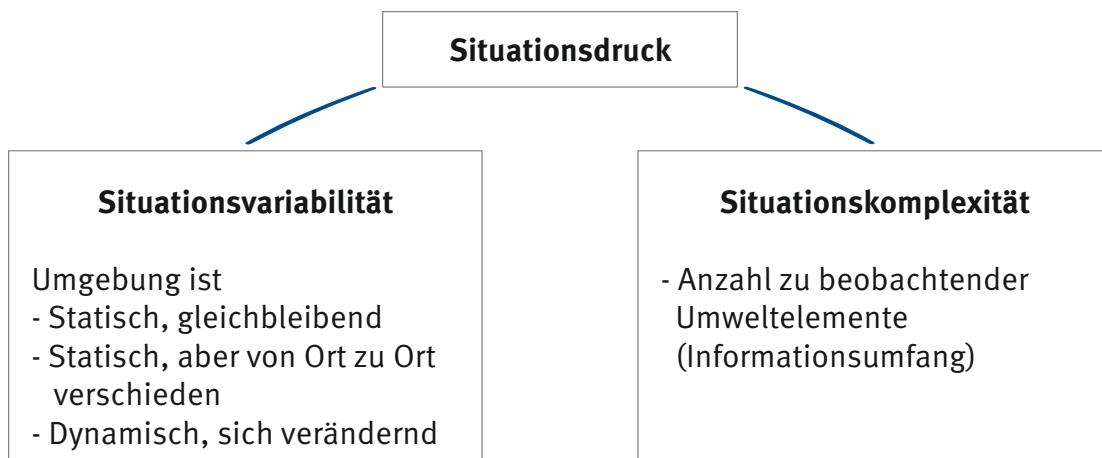 Situationsdruck
Situationsvariabilität
Umgebung ist
- Statisch, gleichbleibend
- Statisch, aber von Ort zu Ort
verschieden
- Dynamisch, sich verändernd
Situationskomplexität
- Anzahl zu beobachtender
Umweltelemente
(Informationsumfang)